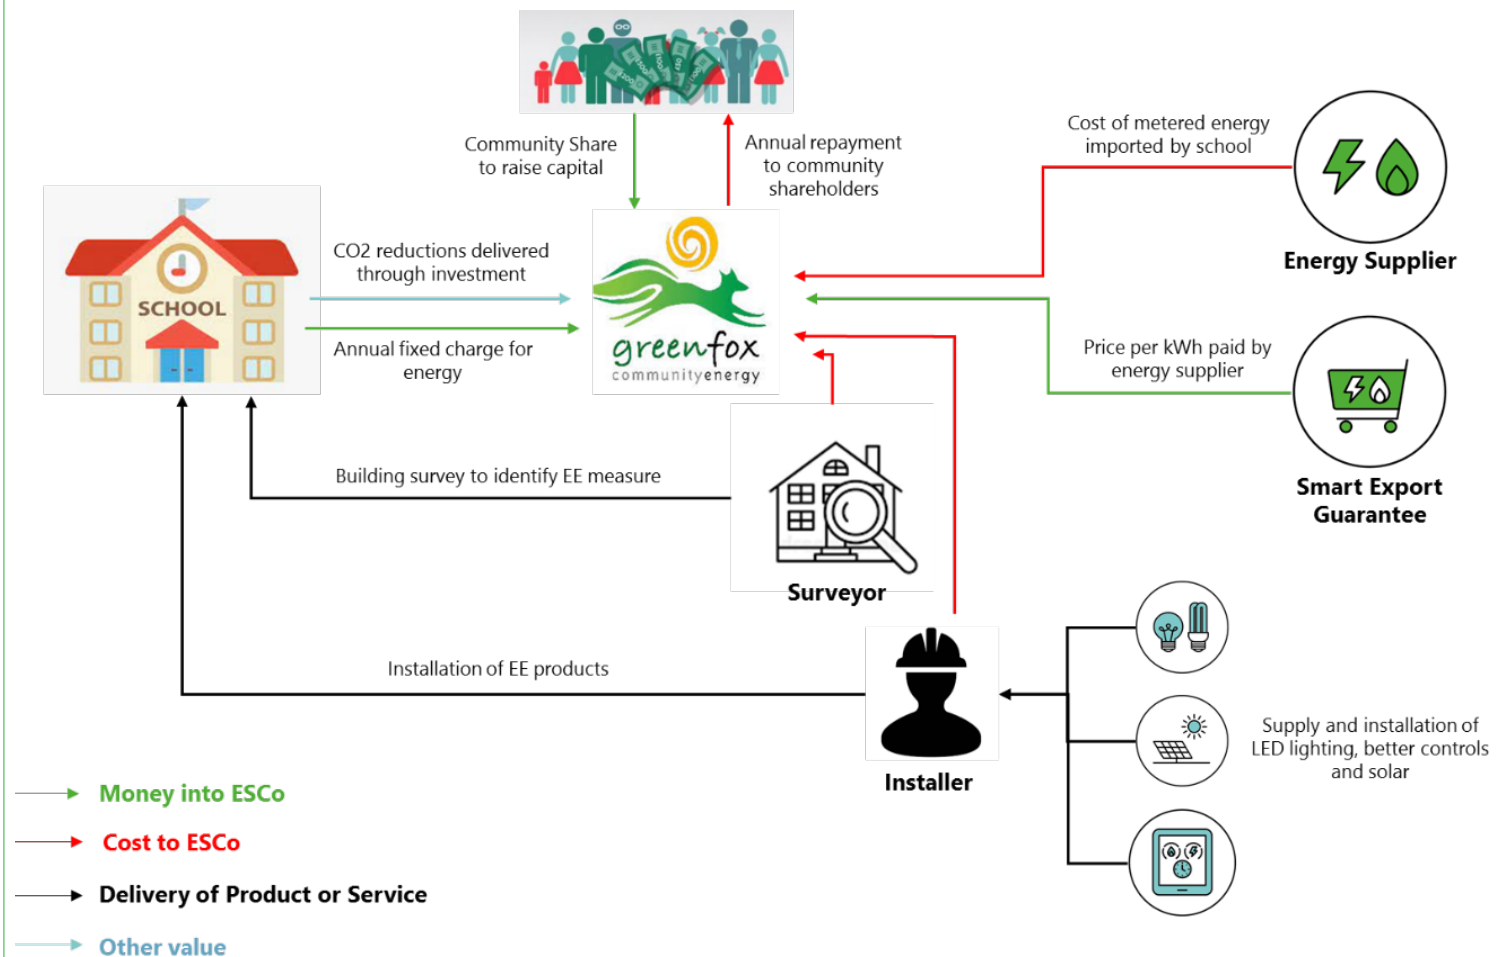 Community Share
to raise capital
Annual repayment
to community
shareholders
Cost of metered energy
imported by school
Energy Supplier
CO2 reductions delivered
through investment
SCHOOL
Annual fixed charge for
energy
greenfox
communityenergy
Price per kWh paid by
energy supplier
Smart Export
Guarantee
Building survey to identify EE measure
Surveyor
Installation of EE products
Installer
Supply and installation of
LED lighting, better controls
and solar
Money into ESCo
Cost to ESCo
Delivery of Product or Service
Other value